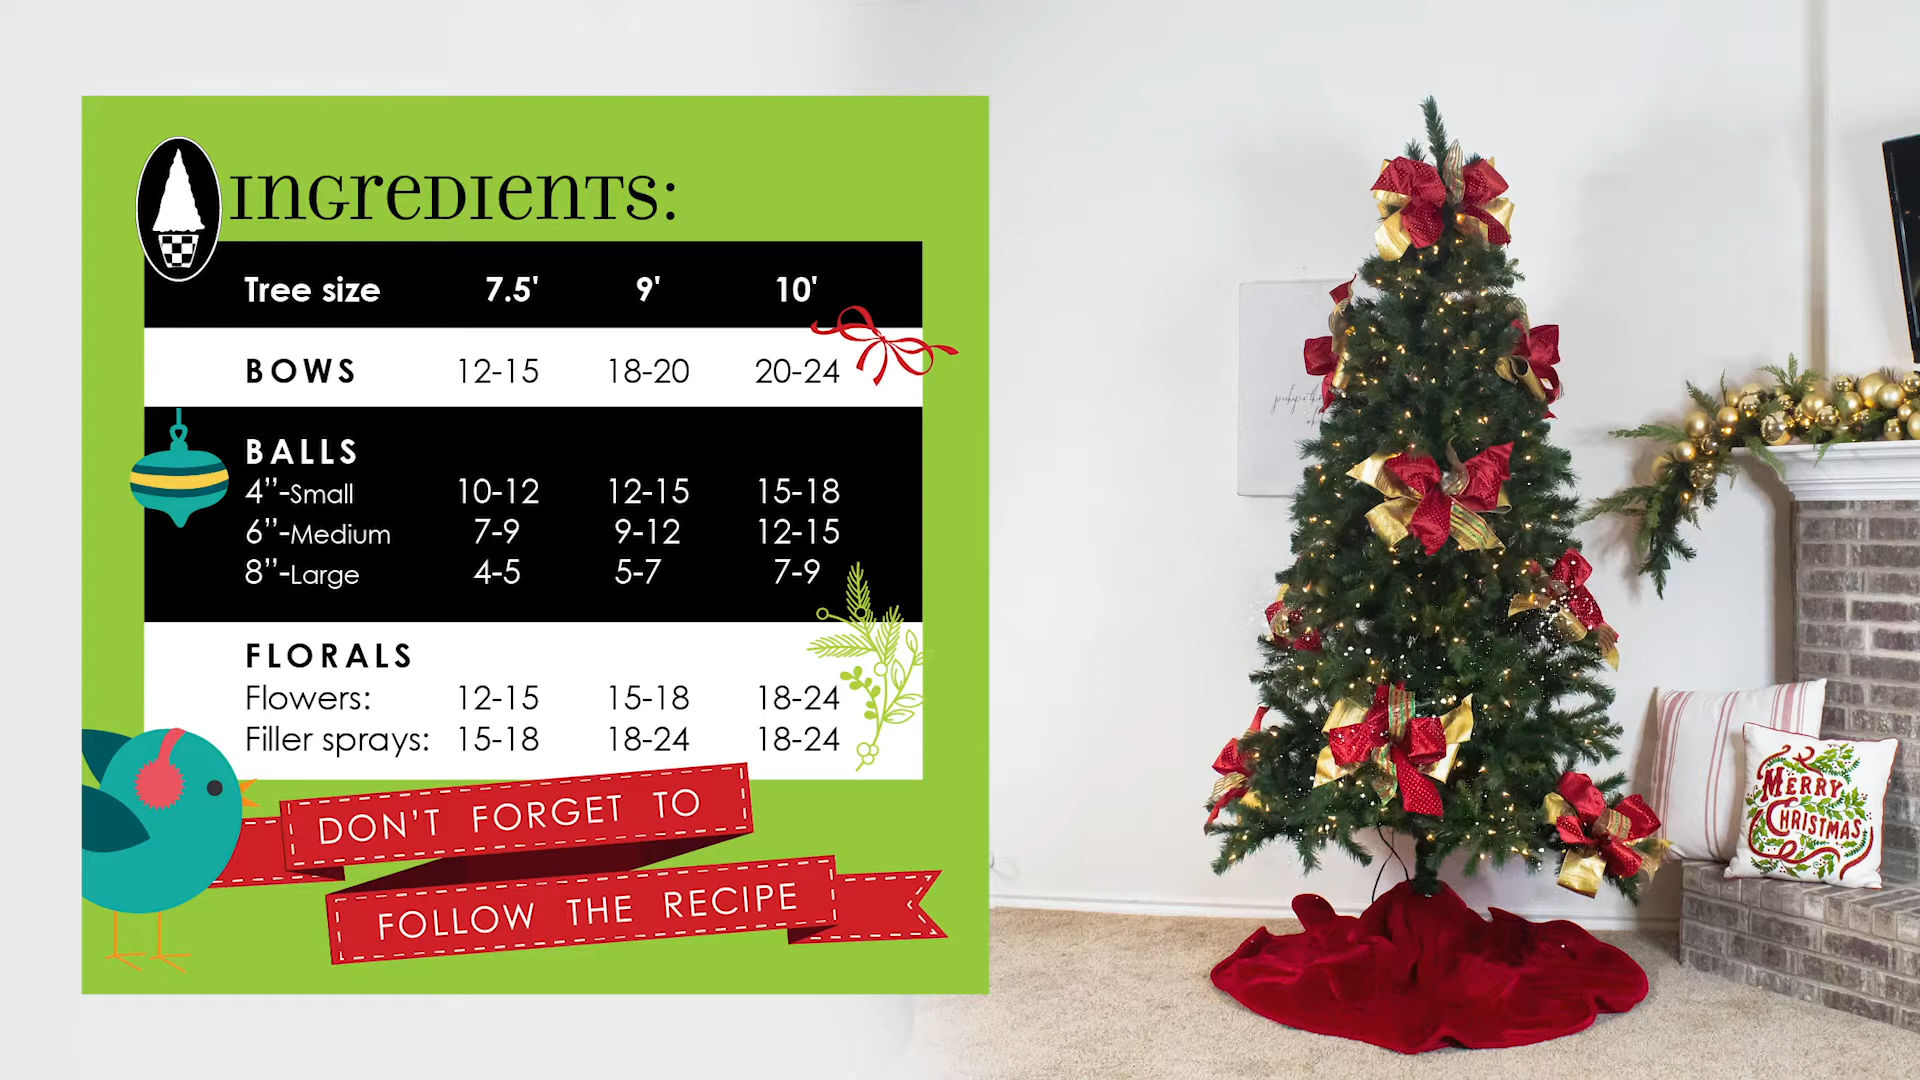 INGREDIENTS:
Tree size 7.5' 9' 10'
BOWS 12-15 18-20 20-24
BALLS
4”-Small 10-12 12-15 15-18
6”-Medium 7-9 9-12 12-15
8”-Large 4-5 5-7 7-9
FLORALS
Flowers: 12-15 15-18 18-24
Filler sprays: 15-18 18-24 18-24
DON’T FORGET TO
FOLLOW THE RECIPE
MERRY
CHRISTMAS